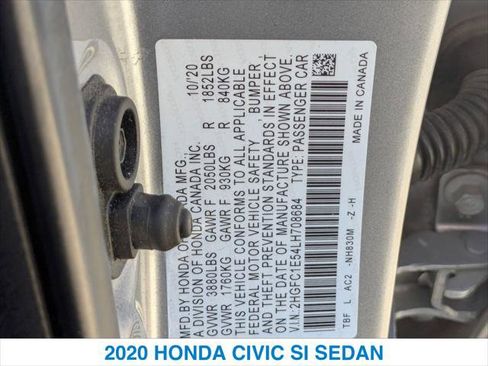 MFD. BY HONDA MFG. 10/20
A DIVISION OF HONDA CANADA INC.
GVWR 3880LBS GAWR F 2050LBS R 1852LBS
GVWR 1760KG GAWR F 930KG R 840KG
THIS VEHICLE CONFORMS TO ALL APPLICABLE
FEDERAL MOTOR VEHICLE SAFETY, BUMPER,
AND THEFT PREVENTION STANDARDS, IN EFFECT
ON THE DATE OF MANUFACTURE SHOWN ABOVE.
V.I.N.:2HGFC1E54LH708684 TYPE: PASSENGER CAR
TBF L AC2 -NH830M -Z -H MADE IN CANADA
2020 HONDA CIVIC SI SEDAN